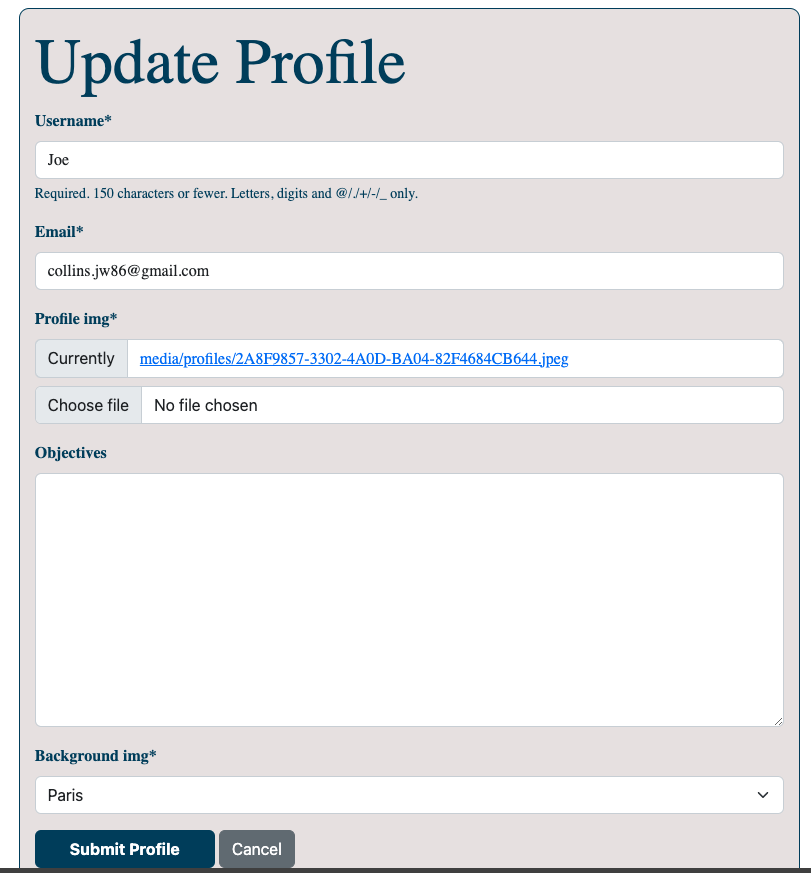 Update Profile
Username*
Joe
Required. 150 characters or fewer. Letters, digits and @/./+/-/_ only.
Email*
collins.jw86@gmail.com
Profile img*
Currently media/profiles/2A8F9857-3302-4A0D-BA04-82F4684CB644.jpeg
Choose file No file chosen
Objectives
Background img*
Paris
Submit Profile Cancel